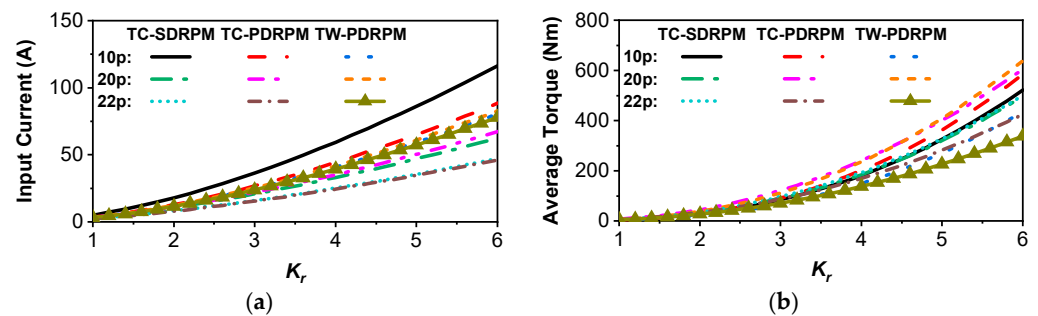 TC-SDRPM TC-PDRPM TW-PDRPM
10p:
20p:
22p:
Input Current (A)
150
100
50
0
1 2 3 4 5 6
Kr
(a)
TC-SDRPM TC-PDRPM TW-PDRPM
10p:
20p:
22p:
Average Torque (Nm)
800
600
400
200
0
1 2 3 4 5 6
Kr
(b)